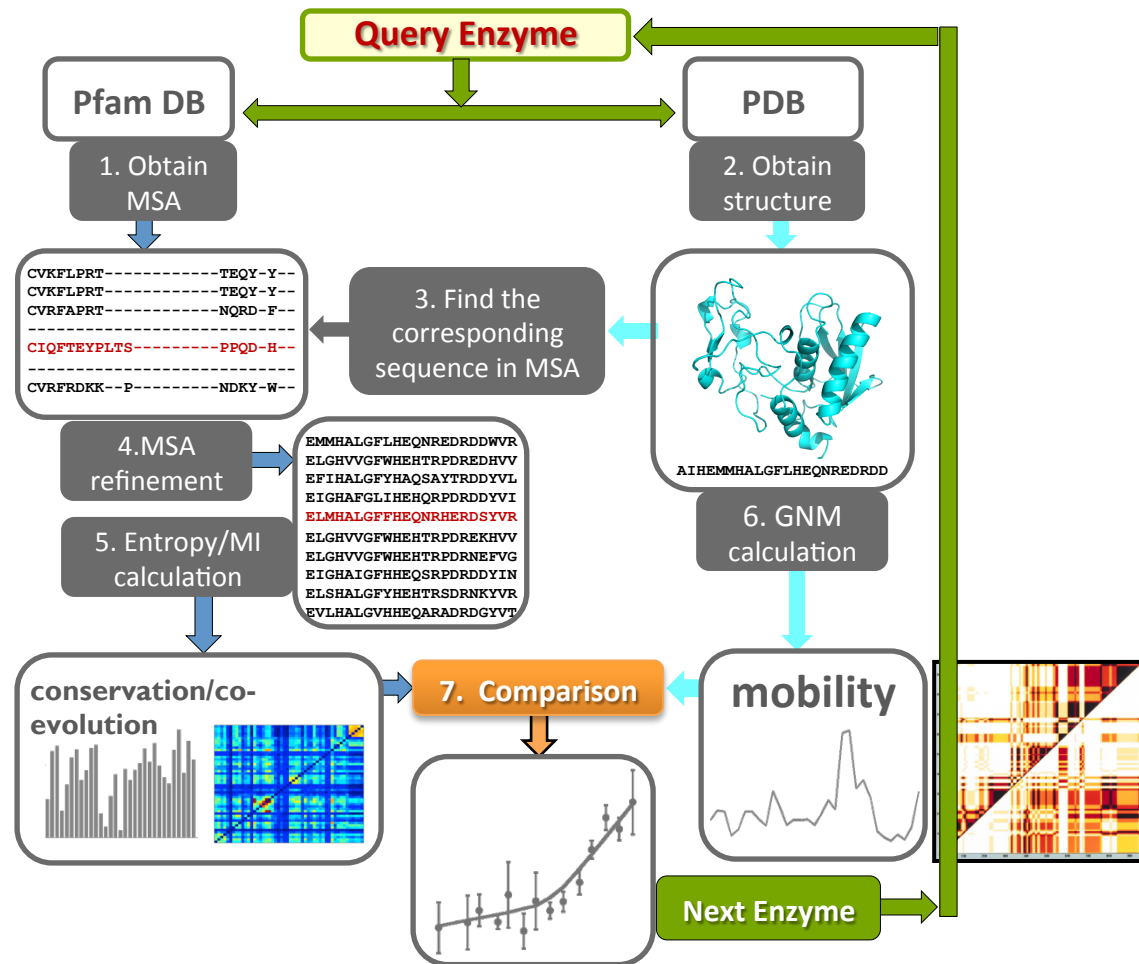 Query Enzyme
Pfam DB
PDB
1. Obtain
MSA
2. Obtain
structure
CVKFLPRT------------TEQY-Y--
CVKFLPRT------------TEQY-Y--
CVRFAPRT------------NQRD-F--
----------------------------
CIQFTEYPLTS---------PPQD-H--
----------------------------
CVRFRDKK--P---------NDKY-W--
3. Find the
corresponding
sequence in MSA
AIHEMMHALGFLHEQNREDRDD
4.MSA
refinement
EMMHALGFLHEQNREDRDDWVR
ELGHVVGFWHEHTRPDREDHVV
EFIHALGFYHAQSAYTRDDYVL
EIGHAFGLIHEHQRPDRDDYVI
ELMHALGFFHEQNRHERDSYVR
ELGHVVGFWHEHTRPDREKHVV
ELGHVVGFWHEHTRPDRNEFVG
EIGHAIGFHHEQSRPDRDDYIN
ELSHALGFYHEHTRSDRNKYVR
EVLHALGVHHEQARADRDGYVT
5. Entropy/MI
calculation
6. GNM
calculation
conservation/co-
evolution
7. Comparison
mobility
Next Enzyme